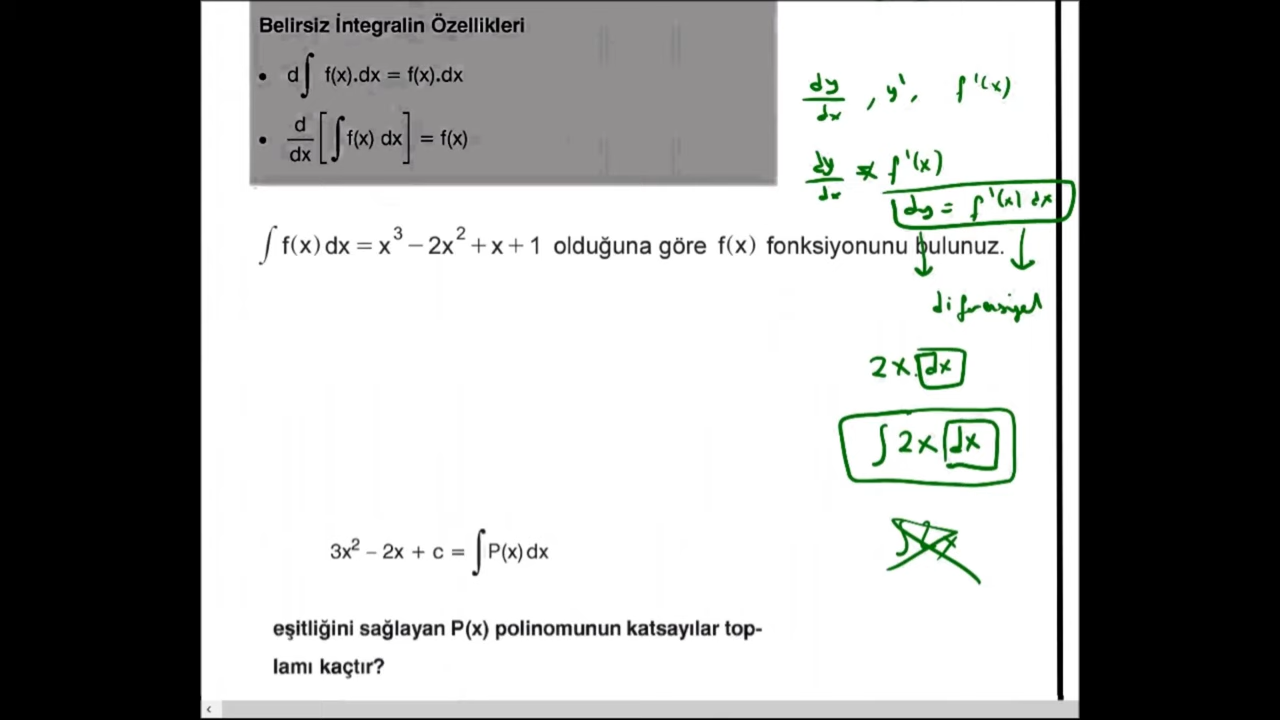 Belirsiz İntegralin Özellikleri
• d∫ f(x).dx = f(x).dx
• d/dx [∫f(x) dx] = f(x)
dy/dx , y', f'(x)
dy/dx = f'(x)
dy = f'(x) dx
∫ f(x) dx = x³ − 2x² + x + 1 olduğuna göre f(x) fonksiyonunu bulunuz.
diferansiyel
2x.dx
∫ 2x dx
3x² − 2x + c = ∫P(x) dx
eşitliğini sağlayan P(x) polinomunun katsayılar top-
lamı kaçtır?